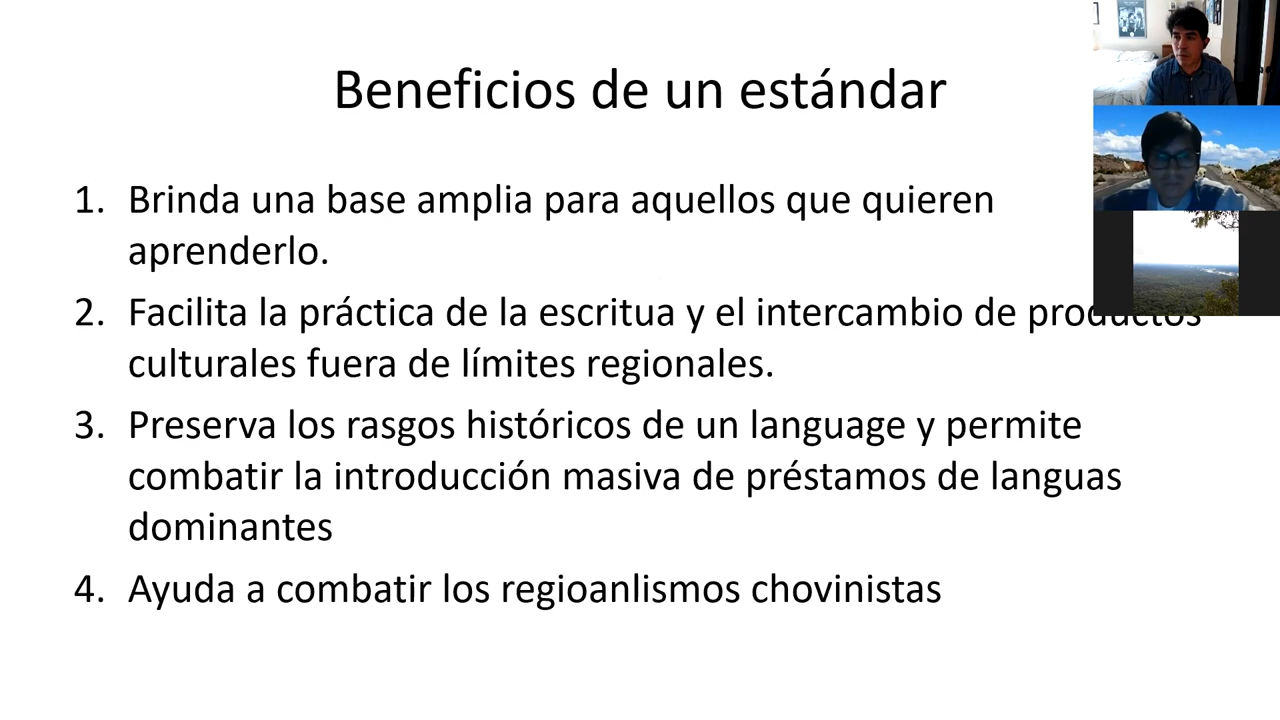 Beneficios de un estándar
1. Brinda una base amplia para aquellos que quieren
aprenderlo.
2. Facilita la práctica de la escritua y el intercambio de productos
culturales fuera de límites regionales.
3. Preserva los rasgos históricos de un language y permite
combatir la introducción masiva de préstamos de languas
dominantes
4. Ayuda a combatir los regioanlismos chovinistas